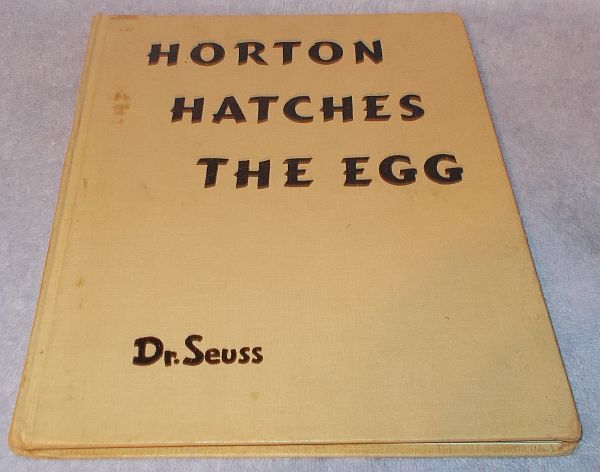 HORTON
HATCHES
THE EGG
Dr. Seuss